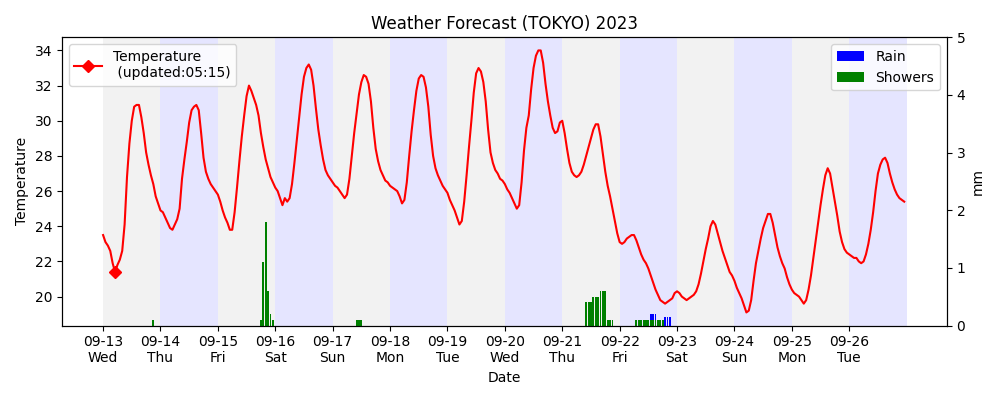 Weather Forecast (TOKYO) 2023
Temperature
(updated:05:15)
Rain
Showers
Temperature
34
32
30
28
26
24
22
20
mm
5
4
3
2
1
0
09-13 09-14 09-15 09-16 09-17 09-18 09-19 09-20 09-21 09-22 09-23 09-24 09-25 09-26
Wed Thu Fri Sat Sun Mon Tue Wed Thu Fri Sat Sun Mon Tue
Date